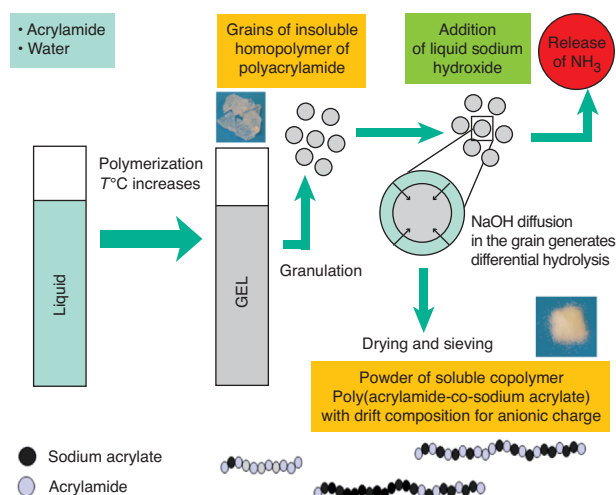 • Acrylamide
• Water
Grains of insoluble
homopolymer of
polyacrylamide
Addition
of liquid sodium
hydroxide
Release
of NH3
Polymerization
T°C increases
Liquid
GEL
Granulation
NaOH diffusion
in the grain generates
differential hydrolysis
Drying and sieving
Powder of soluble copolymer
Poly(acrylamide-co-sodium acrylate)
with drift composition for anionic charge
Sodium acrylate
Acrylamide